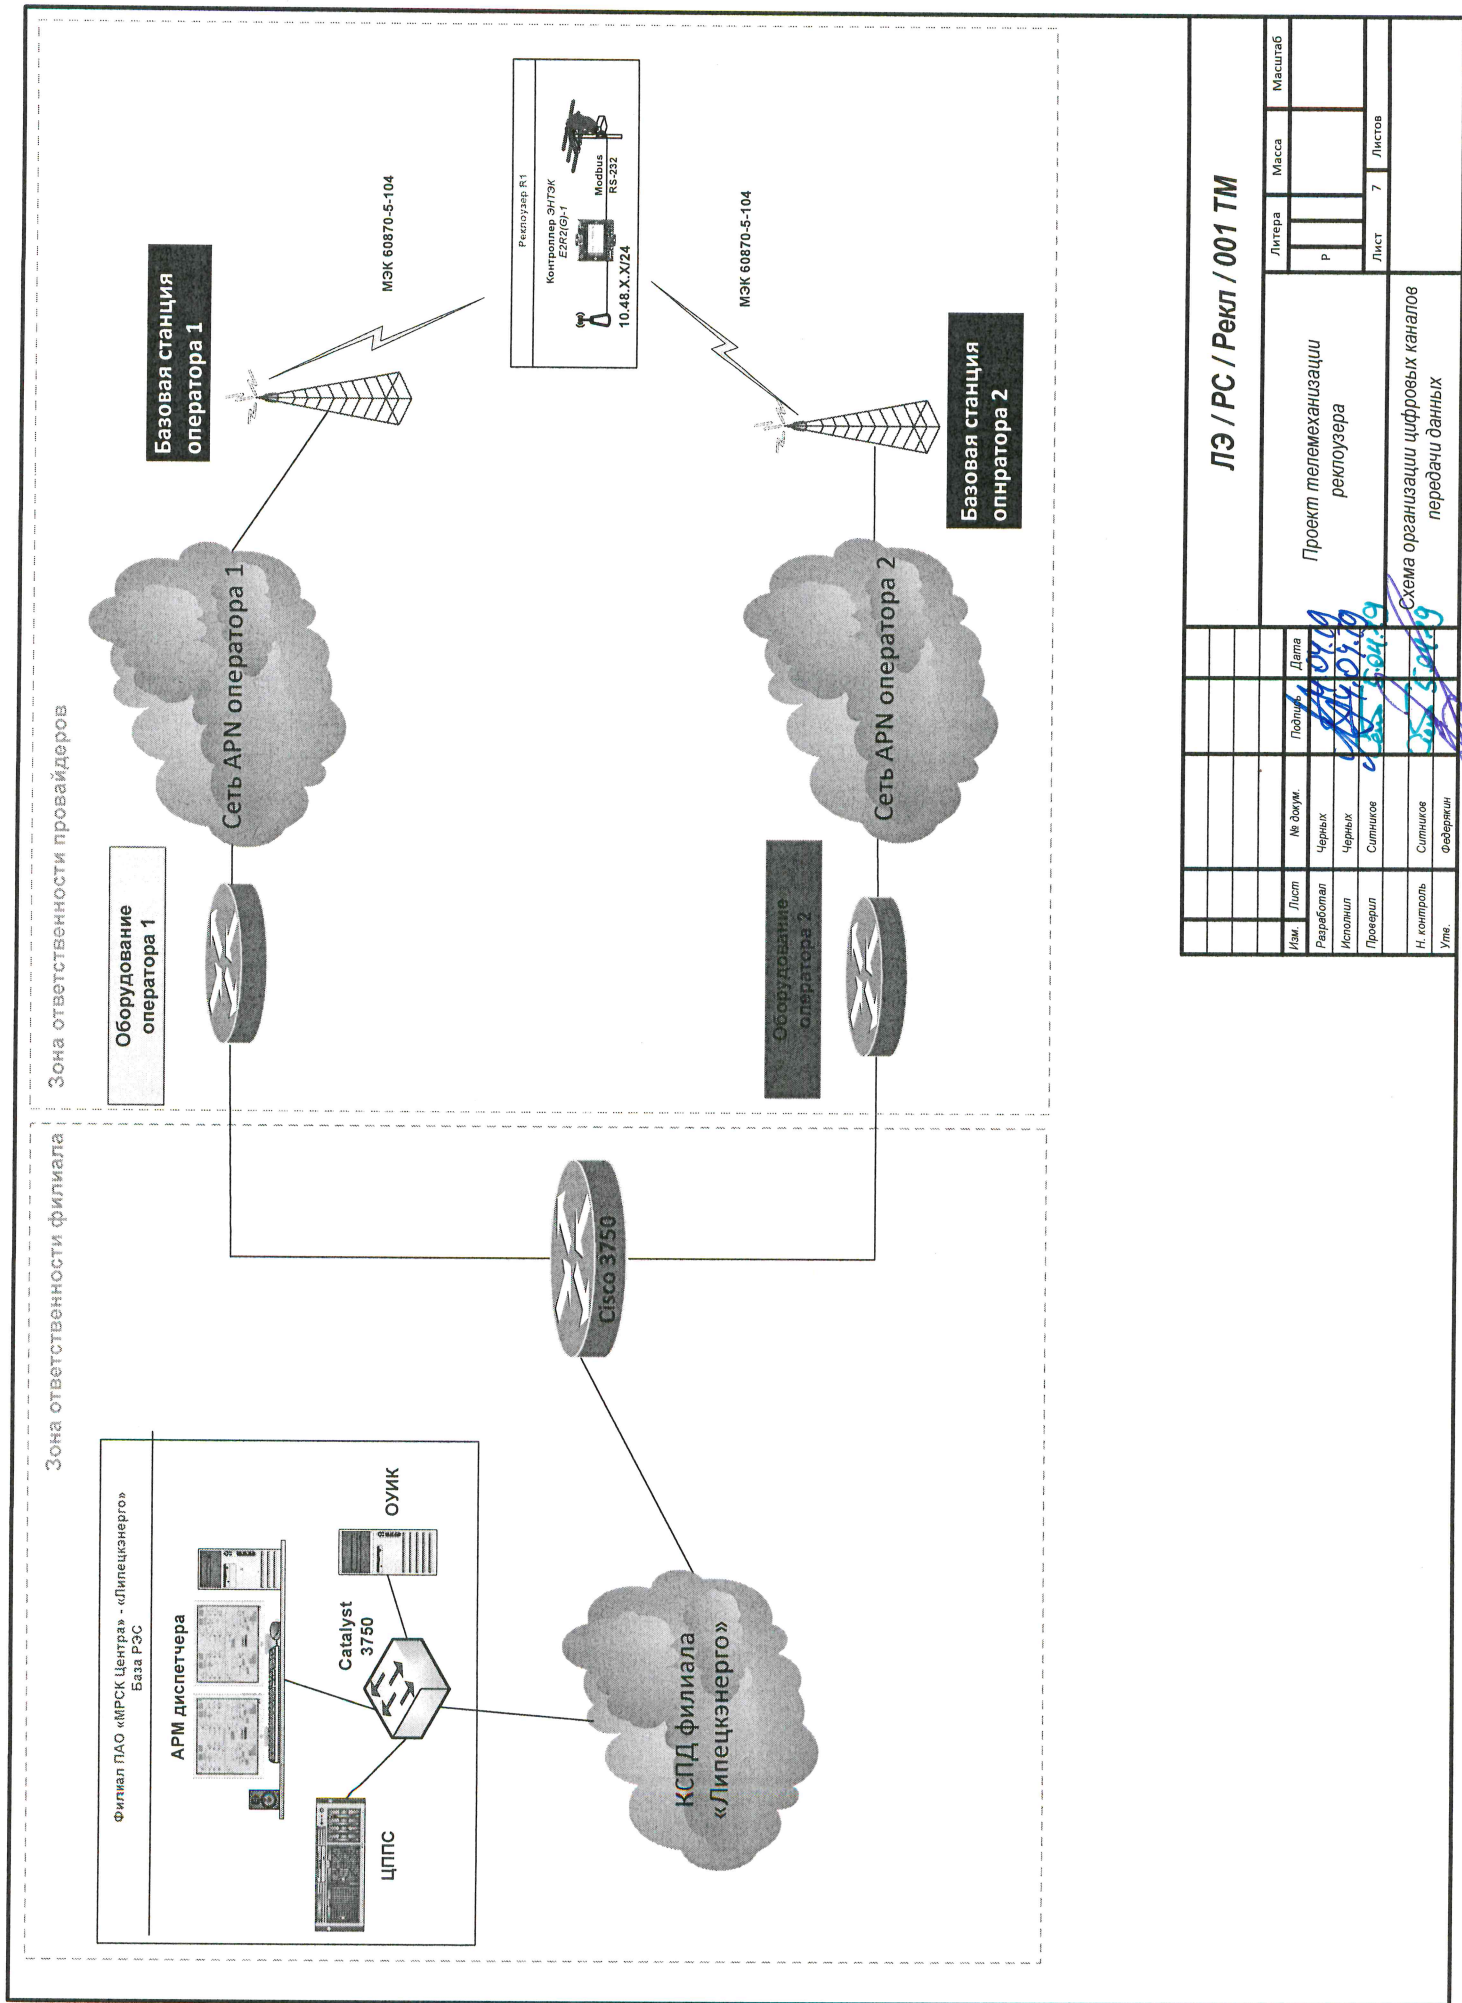 Зона ответственности филиала
Филиал ПАО «МРСК Центра» - «Липецкэнерго»
База РЭС
АРМ диспетчера
ЦППС
Catalyst
3750
ОУИК
КСПД филиала
«Липецкэнерго»
Cisco 3750
Зона ответственности провайдеров
Оборудование
оператора 1
Сеть APN оператора 1
Базовая станция
оператора 1
МЭК 60870-5-104
Реклоузер R1
Контроллер ЭНТЭК
E2R2(G)-1
Modbus
RS-232
10.48.X.X/24
МЭК 60870-5-104
Оборудование
оператора 2
Сеть APN оператора 2
Базовая станция
опнратора 2
ЛЭ / РС / Рекл / 001 ТМ
Изм. Лист № докум. Подпись Дата
Разработал Черных 04.09
Исполнил Черных
Проверил Ситников
Н. контроль Ситников
Утв. Федерякин
Проект телемеханизации
реклоузера
Литера Масса Масштаб
Р
Лист 7 Листов
Схема организации цифровых каналов
передачи данных